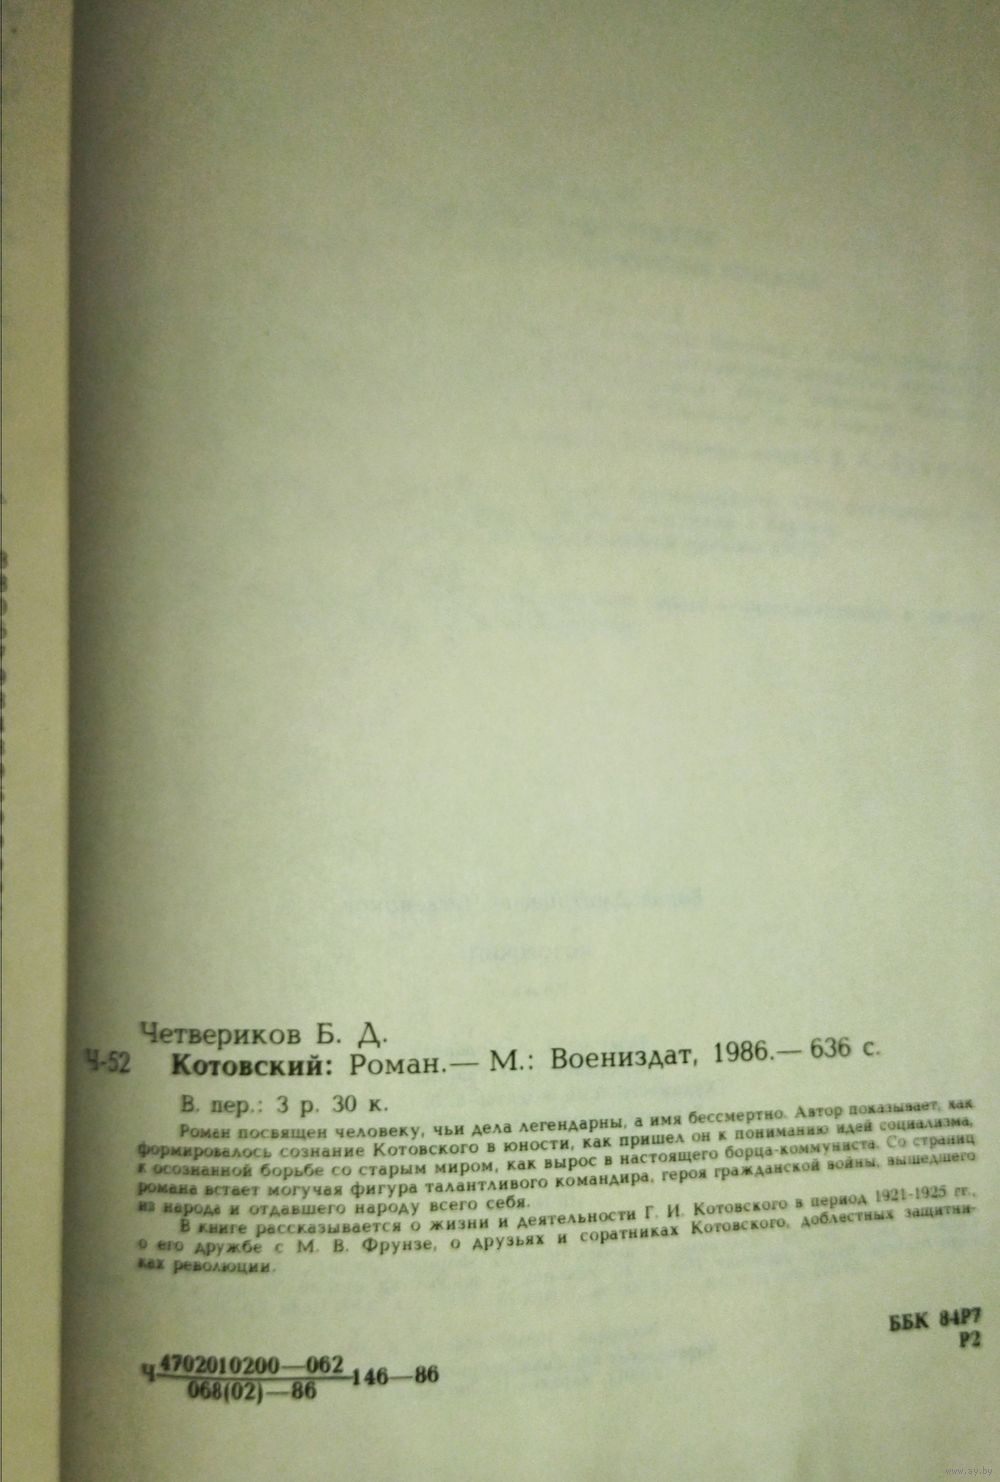 Четвериков Б. Д.
Ч-52 Котовский: Роман.— М.: Воениздат, 1986.— 636 с.
В. пер.: 3 р. 30 к.
Роман посвящен человеку, чьи дела легендарны, а имя бессмертно. Автор показывает, как
формировалось сознание Котовского в юности, как пришел он к пониманию идей социализма,
к осознанной борьбе со старым миром, как вырос в настоящего борца-коммуниста. Со страниц
романа встает могучая фигура талантливого командира, героя гражданской войны, вышедшего
из народа и отдавшего народу всего себя.
В книге рассказывается о жизни и деятельности Г. И. Котовского в период 1921-1925 гг.,
о его дружбе с М. В. Фрунзе, о друзьях и соратниках Котовского, доблестных защитни-
ках революции.
ББК 84Р7
Р2
Ч 4702010200—062 146—86
068(02)—86
www.ay.by